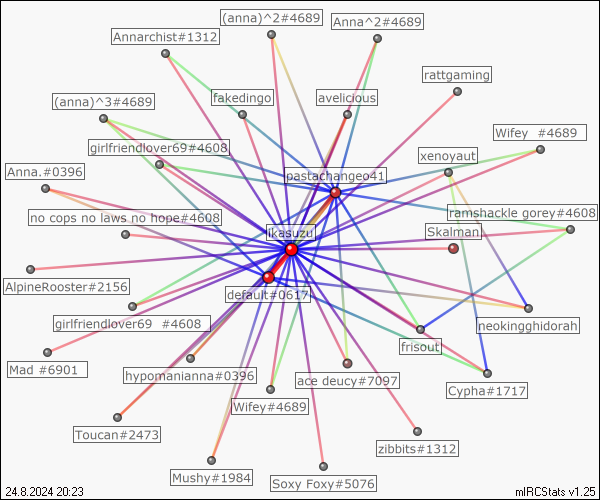 (anna)^2#4689
Anna^2#4689
Annarchist#1312
rattgaming
(anna)^3#4689
fakedingo
avelicious
Wifey  #4689
girlfriendlover69#4608
xenoyaut
Anna.#0396
pastachangeo41
no cops no laws no hope#4608
ramshackle gorey#4608
ikasuzu
Skalman
AlpineRooster#2156
default#0617
girlfriendlover69  #4608
neokingghidorah
frisout
Mad #6901
hypomanianna#0396
ace deucy#7097
Cypha#1717
Wifey#4689
Toucan#2473
zibbits#1312
Mushy#1984
Soxy Foxy#5076
24.8.2024 20:23
mIRCStats v1.25